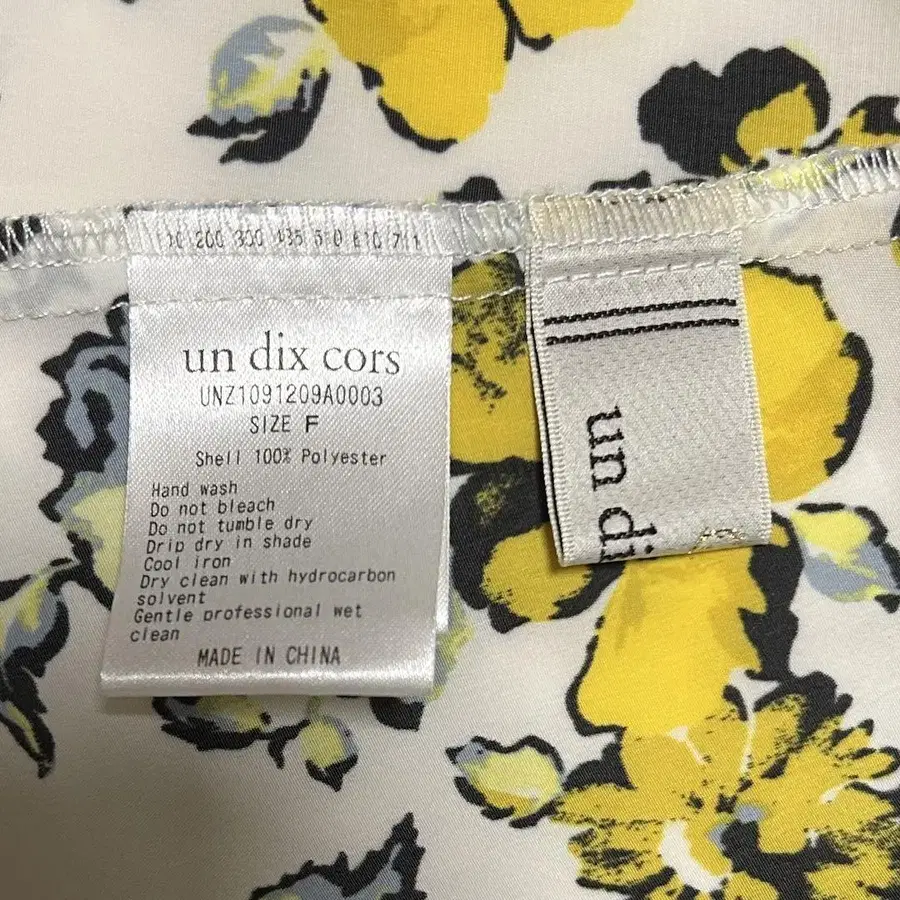 un dix cors
UNZ1091209A0003
SIZE F
Shell 100% Polyester
Hand wash
Do not bleach
Do not tumble dry
Drip dry in shade
Cool iron
Dry clean with hydrocarbon
solvent
Gentle professional wet
clean
MADE IN CHINA
un di